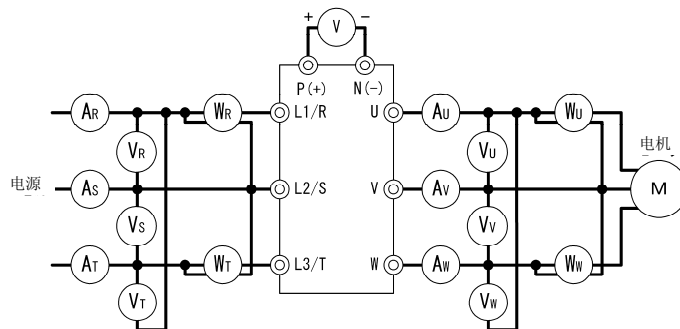 + V −
P(+) N(−)
AR WR L1/R U AU WU
电机
VR VU
M
电源 AS L2/S V AV
VS VV
AT WT L3/T W AW WW
VT VW